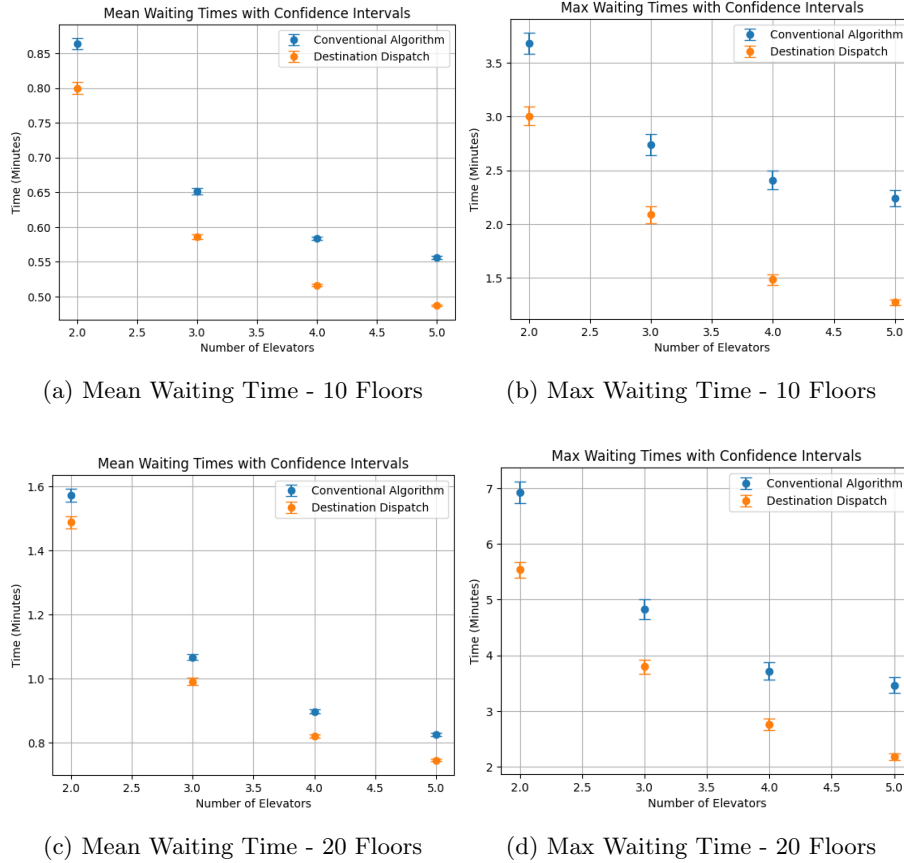 Mean Waiting Times with Confidence Intervals
Conventional Algorithm
Destination Dispatch
0.85
0.80
0.75
0.70
0.65
0.60
0.55
0.50
Time (Minutes)
2.0 2.5 3.0 3.5 4.0 4.5 5.0
Number of Elevators
(a) Mean Waiting Time - 10 Floors
Max Waiting Times with Confidence Intervals
Conventional Algorithm
Destination Dispatch
3.5
3.0
2.5
2.0
1.5
Time (Minutes)
2.0 2.5 3.0 3.5 4.0 4.5 5.0
Number of Elevators
(b) Max Waiting Time - 10 Floors
Mean Waiting Times with Confidence Intervals
Conventional Algorithm
Destination Dispatch
1.6
1.4
1.2
1.0
0.8
Time (Minutes)
2.0 2.5 3.0 3.5 4.0 4.5 5.0
Number of Elevators
(c) Mean Waiting Time - 20 Floors
Max Waiting Times with Confidence Intervals
Conventional Algorithm
Destination Dispatch
7
6
5
4
3
2
Time (Minutes)
2.0 2.5 3.0 3.5 4.0 4.5 5.0
Number of Elevators
(d) Max Waiting Time - 20 Floors